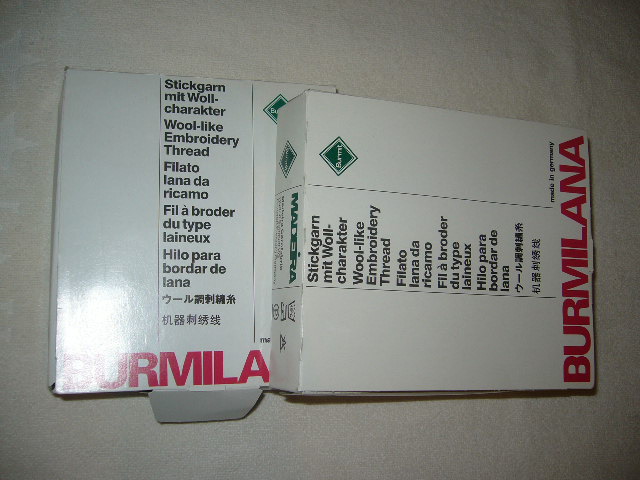 Stickgarn
mit Woll-
charakter
Wool-like
Embroidery
Thread
Filato
lana da
ricamo
Fil à broder
du type
laineux
Hilo para
bordar de
lana
ウール調刺繍糸
机器刺绣线
BURMILA
Burmi
MADEIRA
Burmil
Stickgarn
mit Woll-
charakter
Wool-like
Embroidery
Thread
Filato
lana da
ricamo
Fil à broder
du type
laineux
Hilo para
bordar de
lana
ウール調刺繍糸
机器刺绣线
made in germany
BURMILANA